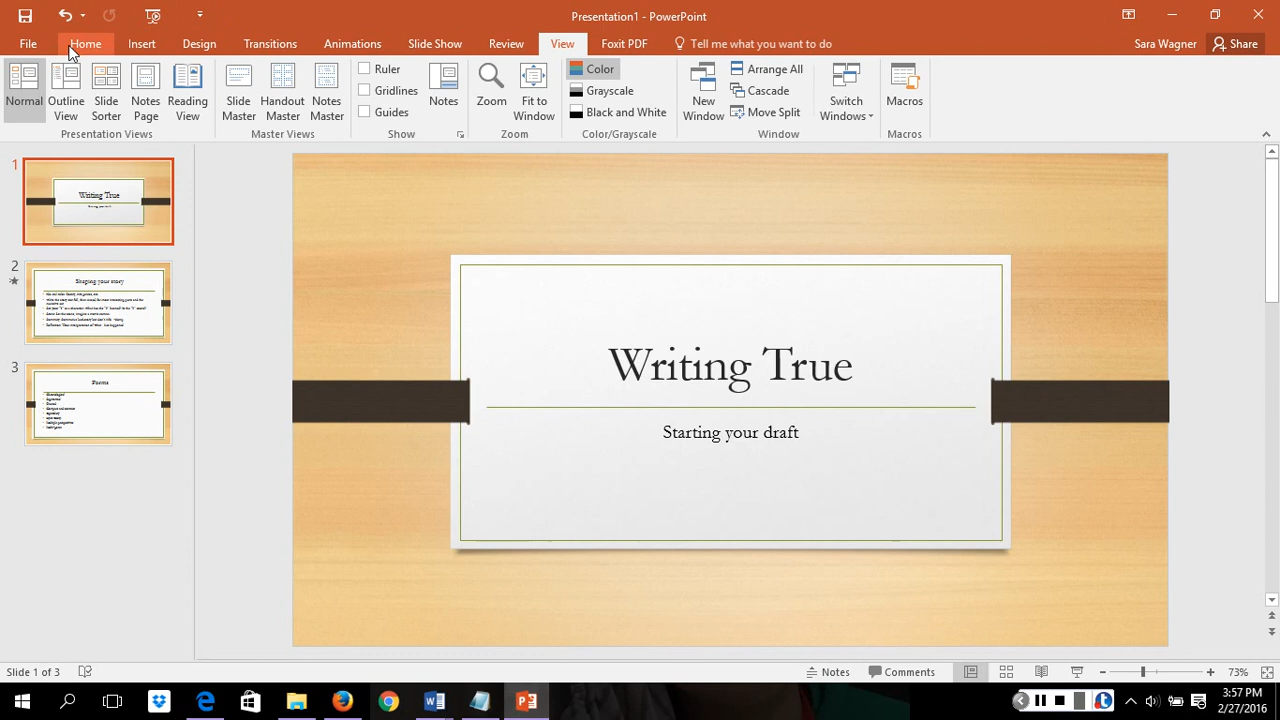 Presentation1 - PowerPoint
File Home Insert Design Transitions Animations Slide Show Review View Foxit PDF Tell me what you want to do Sara Wagner Share
Normal Outline View Slide Sorter Notes Page Reading View
Presentation Views
Slide Master Handout Master Notes Master
Master Views
Ruler
Gridlines
Guides
Notes
Show
Zoom Fit to Window
Zoom
Color
Grayscale
Black and White
Color/Grayscale
New Window Arrange All
Cascade
Move Split
Switch Windows
Window
Macros
Macros
1
Writing True
2
Shaping your story
3
Forms
Writing True
Starting your draft
Slide 1 of 3 Notes Comments 73%
3:57 PM
2/27/2016